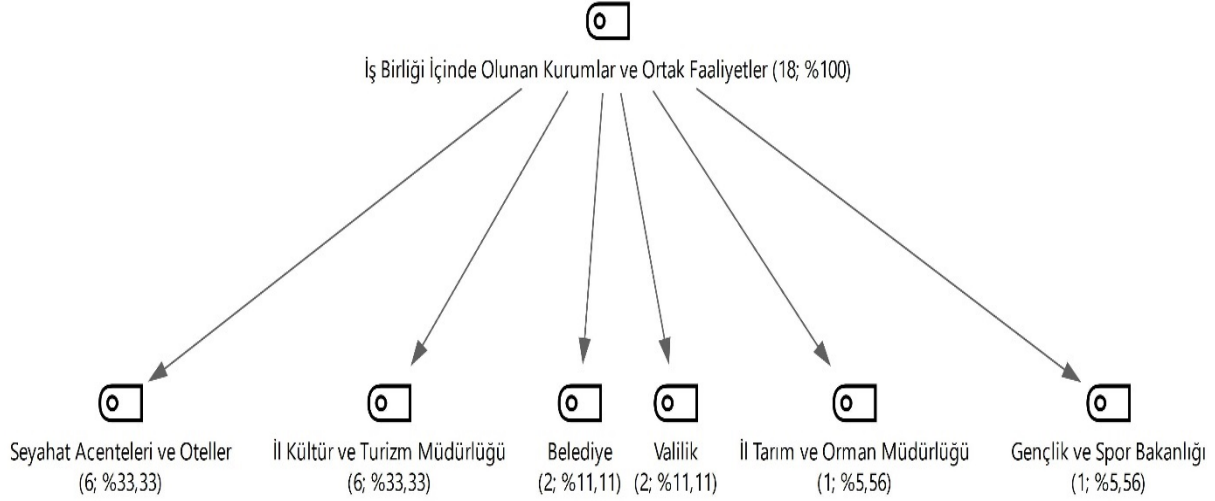 İş Birliği İçinde Olunan Kurumlar ve Ortak Faaliyetler (18; %100)
Seyahat Acenteleri ve Oteller
(6; %33,33)
İl Kültür ve Turizm Müdürlüğü
(6; %33,33)
Belediye
(2; %11,11)
Valilik
(2; %11,11)
İl Tarım ve Orman Müdürlüğü
(1; %5,56)
Gençlik ve Spor Bakanlığı
(1; %5,56)